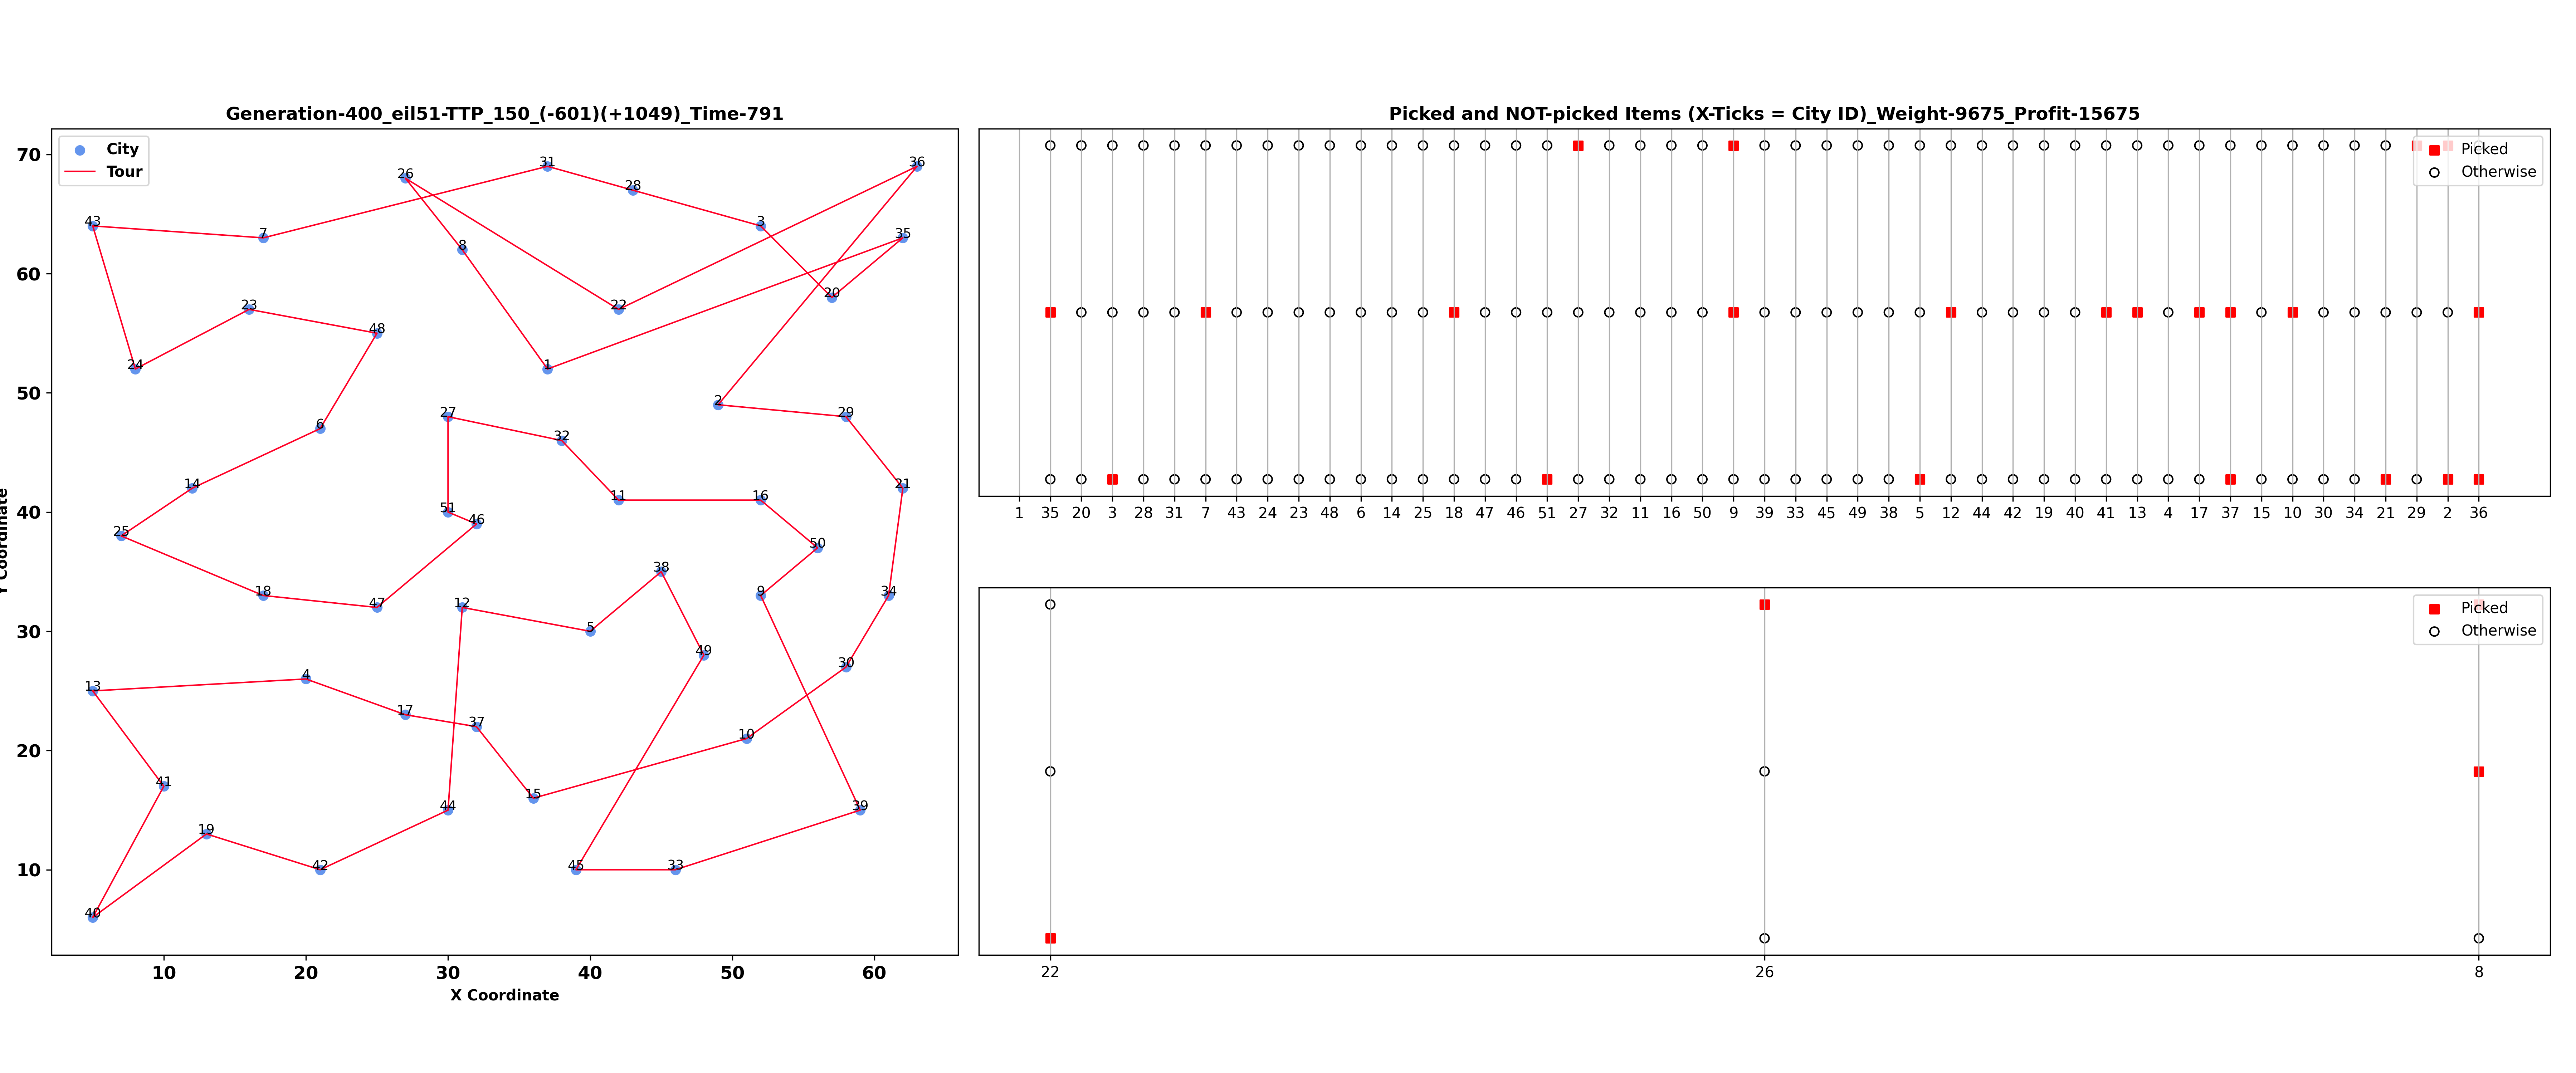 Generation-400_eil51-TTP_150_(-601)(+1049)_Time-791
City
Tour
70
60
50
40
30
20
10
10 20 30 40 50 60
X Coordinate
Y Coordinate
26 31 28 36
43 7 8 3 35
20
23 48 22
24 1
2 29
27 32
6
14 21
11 16
51 46
25 50
38
18 47 12 9 34
5
49
13 4 30
17 37
10
41 15
19 44 39
42 45 33
40
Picked and NOT-picked Items (X-Ticks = City ID)_Weight-9675_Profit-15675
Picked
Otherwise
1 35 20 3 28 31 7 43 24 23 48 6 14 25 18 47 46 51 27 32 11 16 50 9 39 33 45 49 38 5 12 44 42 19 40 41 13 4 17 37 15 10 30 34 21 29 2 36
Picked
Otherwise
22 26 8